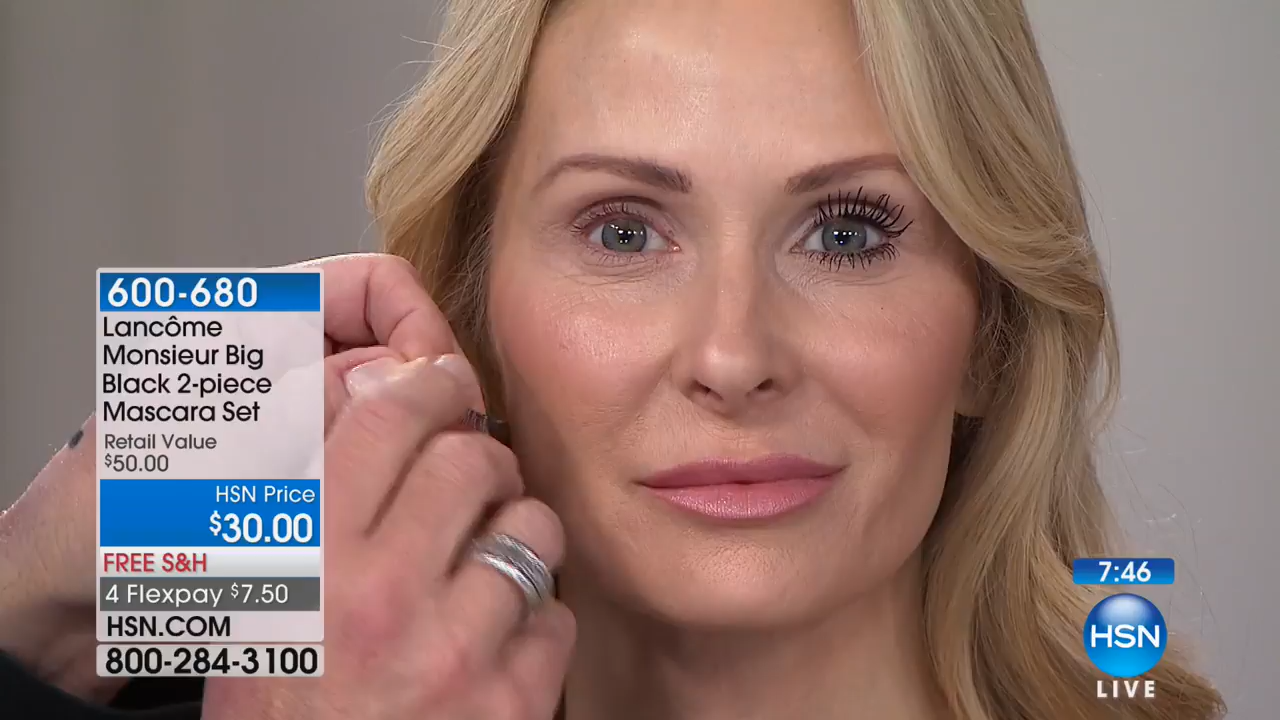 600-680
Lancôme
Monsieur Big
Black 2-piece
Mascara Set
Retail Value
$50.00
HSN Price
$30.00
FREE S&H
4 Flexpay $7.50
HSN.COM
800-284-3100
7:46
HSN
LIVE